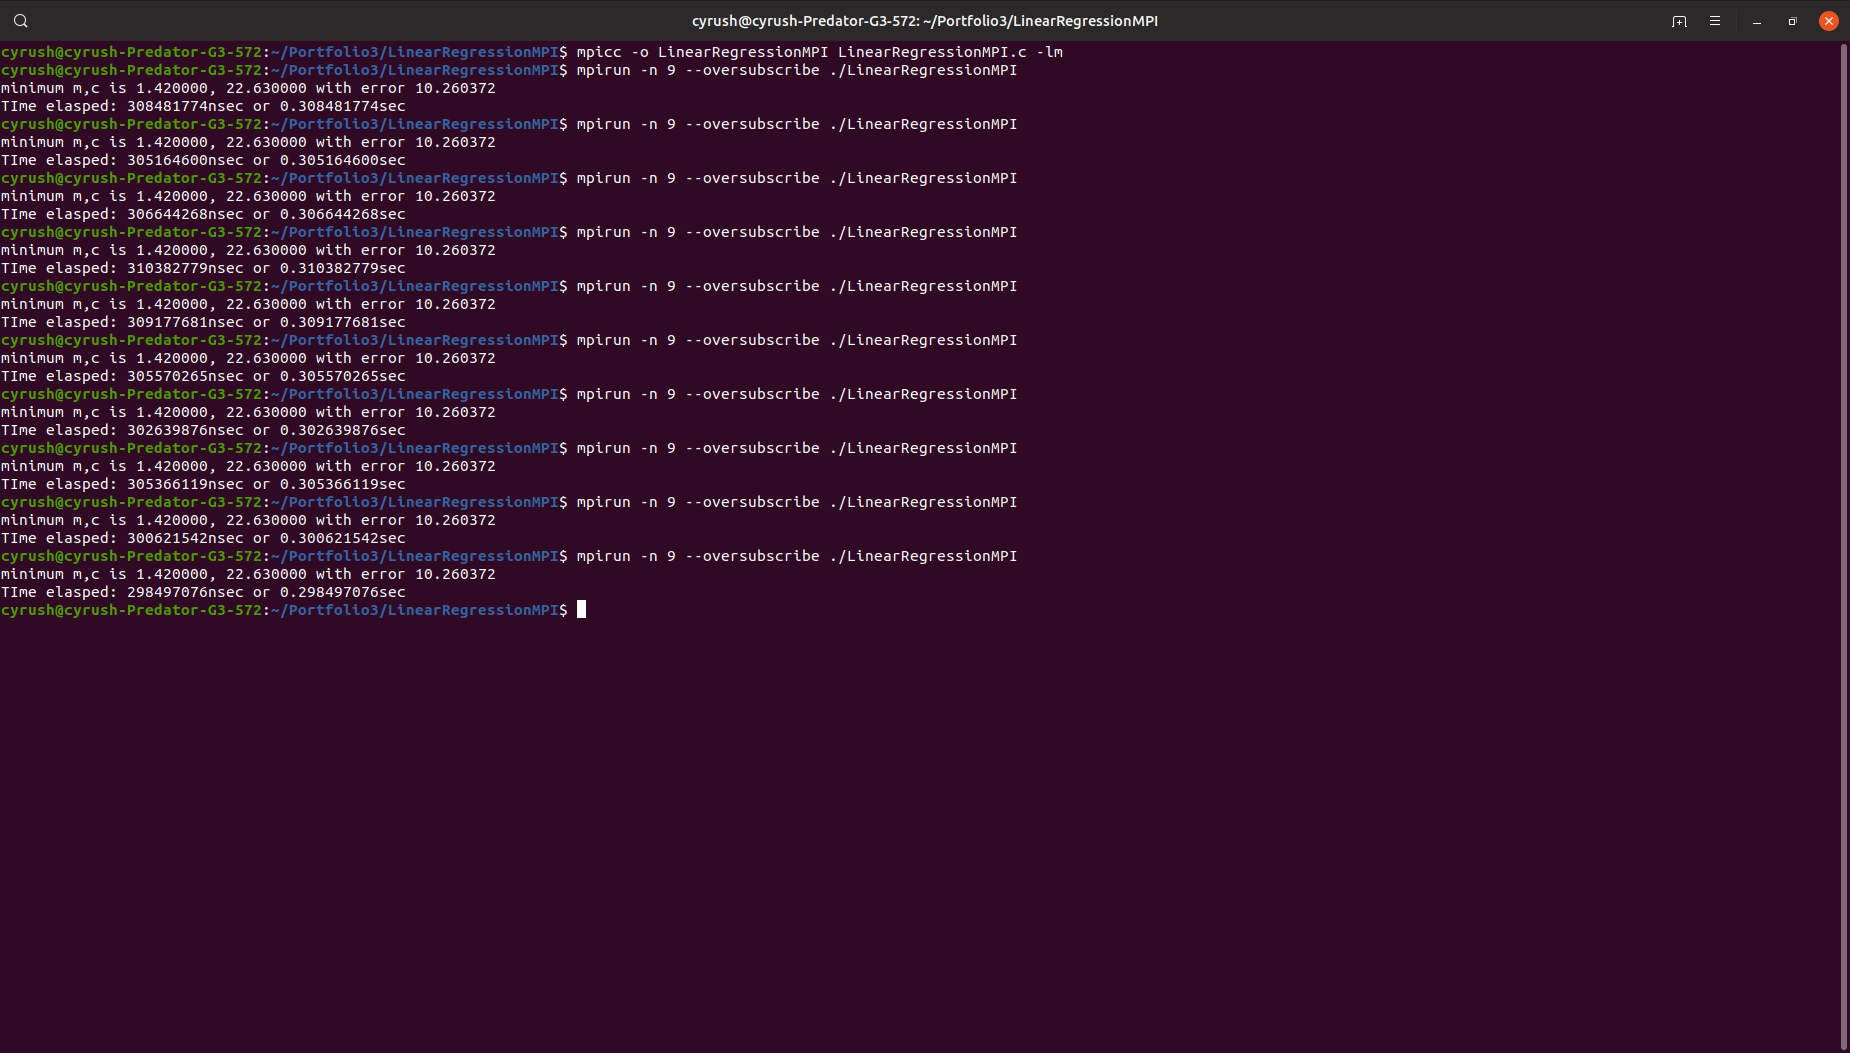 cyrush@cyrush-Predator-G3-572: ~/Portfolio3/LinearRegressionMPI
cyrush@cyrush-Predator-G3-572:~/Portfolio3/LinearRegressionMPI$ mpicc -o LinearRegressionMPI LinearRegressionMPI.c -lm
cyrush@cyrush-Predator-G3-572:~/Portfolio3/LinearRegressionMPI$ mpirun -n 9 --oversubscribe ./LinearRegressionMPI
minimum m,c is 1.420000, 22.630000 with error 10.260372
TIme elasped: 308481774nsec or 0.308481774sec
cyrush@cyrush-Predator-G3-572:~/Portfolio3/LinearRegressionMPI$ mpirun -n 9 --oversubscribe ./LinearRegressionMPI
minimum m,c is 1.420000, 22.630000 with error 10.260372
TIme elasped: 305164600nsec or 0.305164600sec
cyrush@cyrush-Predator-G3-572:~/Portfolio3/LinearRegressionMPI$ mpirun -n 9 --oversubscribe ./LinearRegressionMPI
minimum m,c is 1.420000, 22.630000 with error 10.260372
TIme elasped: 306644268nsec or 0.306644268sec
cyrush@cyrush-Predator-G3-572:~/Portfolio3/LinearRegressionMPI$ mpirun -n 9 --oversubscribe ./LinearRegressionMPI
minimum m,c is 1.420000, 22.630000 with error 10.260372
TIme elasped: 310382779nsec or 0.310382779sec
cyrush@cyrush-Predator-G3-572:~/Portfolio3/LinearRegressionMPI$ mpirun -n 9 --oversubscribe ./LinearRegressionMPI
minimum m,c is 1.420000, 22.630000 with error 10.260372
TIme elasped: 309177681nsec or 0.309177681sec
cyrush@cyrush-Predator-G3-572:~/Portfolio3/LinearRegressionMPI$ mpirun -n 9 --oversubscribe ./LinearRegressionMPI
minimum m,c is 1.420000, 22.630000 with error 10.260372
TIme elasped: 305570265nsec or 0.305570265sec
cyrush@cyrush-Predator-G3-572:~/Portfolio3/LinearRegressionMPI$ mpirun -n 9 --oversubscribe ./LinearRegressionMPI
minimum m,c is 1.420000, 22.630000 with error 10.260372
TIme elasped: 302639876nsec or 0.302639876sec
cyrush@cyrush-Predator-G3-572:~/Portfolio3/LinearRegressionMPI$ mpirun -n 9 --oversubscribe ./LinearRegressionMPI
minimum m,c is 1.420000, 22.630000 with error 10.260372
TIme elasped: 305366119nsec or 0.305366119sec
cyrush@cyrush-Predator-G3-572:~/Portfolio3/LinearRegressionMPI$ mpirun -n 9 --oversubscribe ./LinearRegressionMPI
minimum m,c is 1.420000, 22.630000 with error 10.260372
TIme elasped: 300621542nsec or 0.300621542sec
cyrush@cyrush-Predator-G3-572:~/Portfolio3/LinearRegressionMPI$ mpirun -n 9 --oversubscribe ./LinearRegressionMPI
minimum m,c is 1.420000, 22.630000 with error 10.260372
TIme elasped: 298497076nsec or 0.298497076sec
cyrush@cyrush-Predator-G3-572:~/Portfolio3/LinearRegressionMPI$